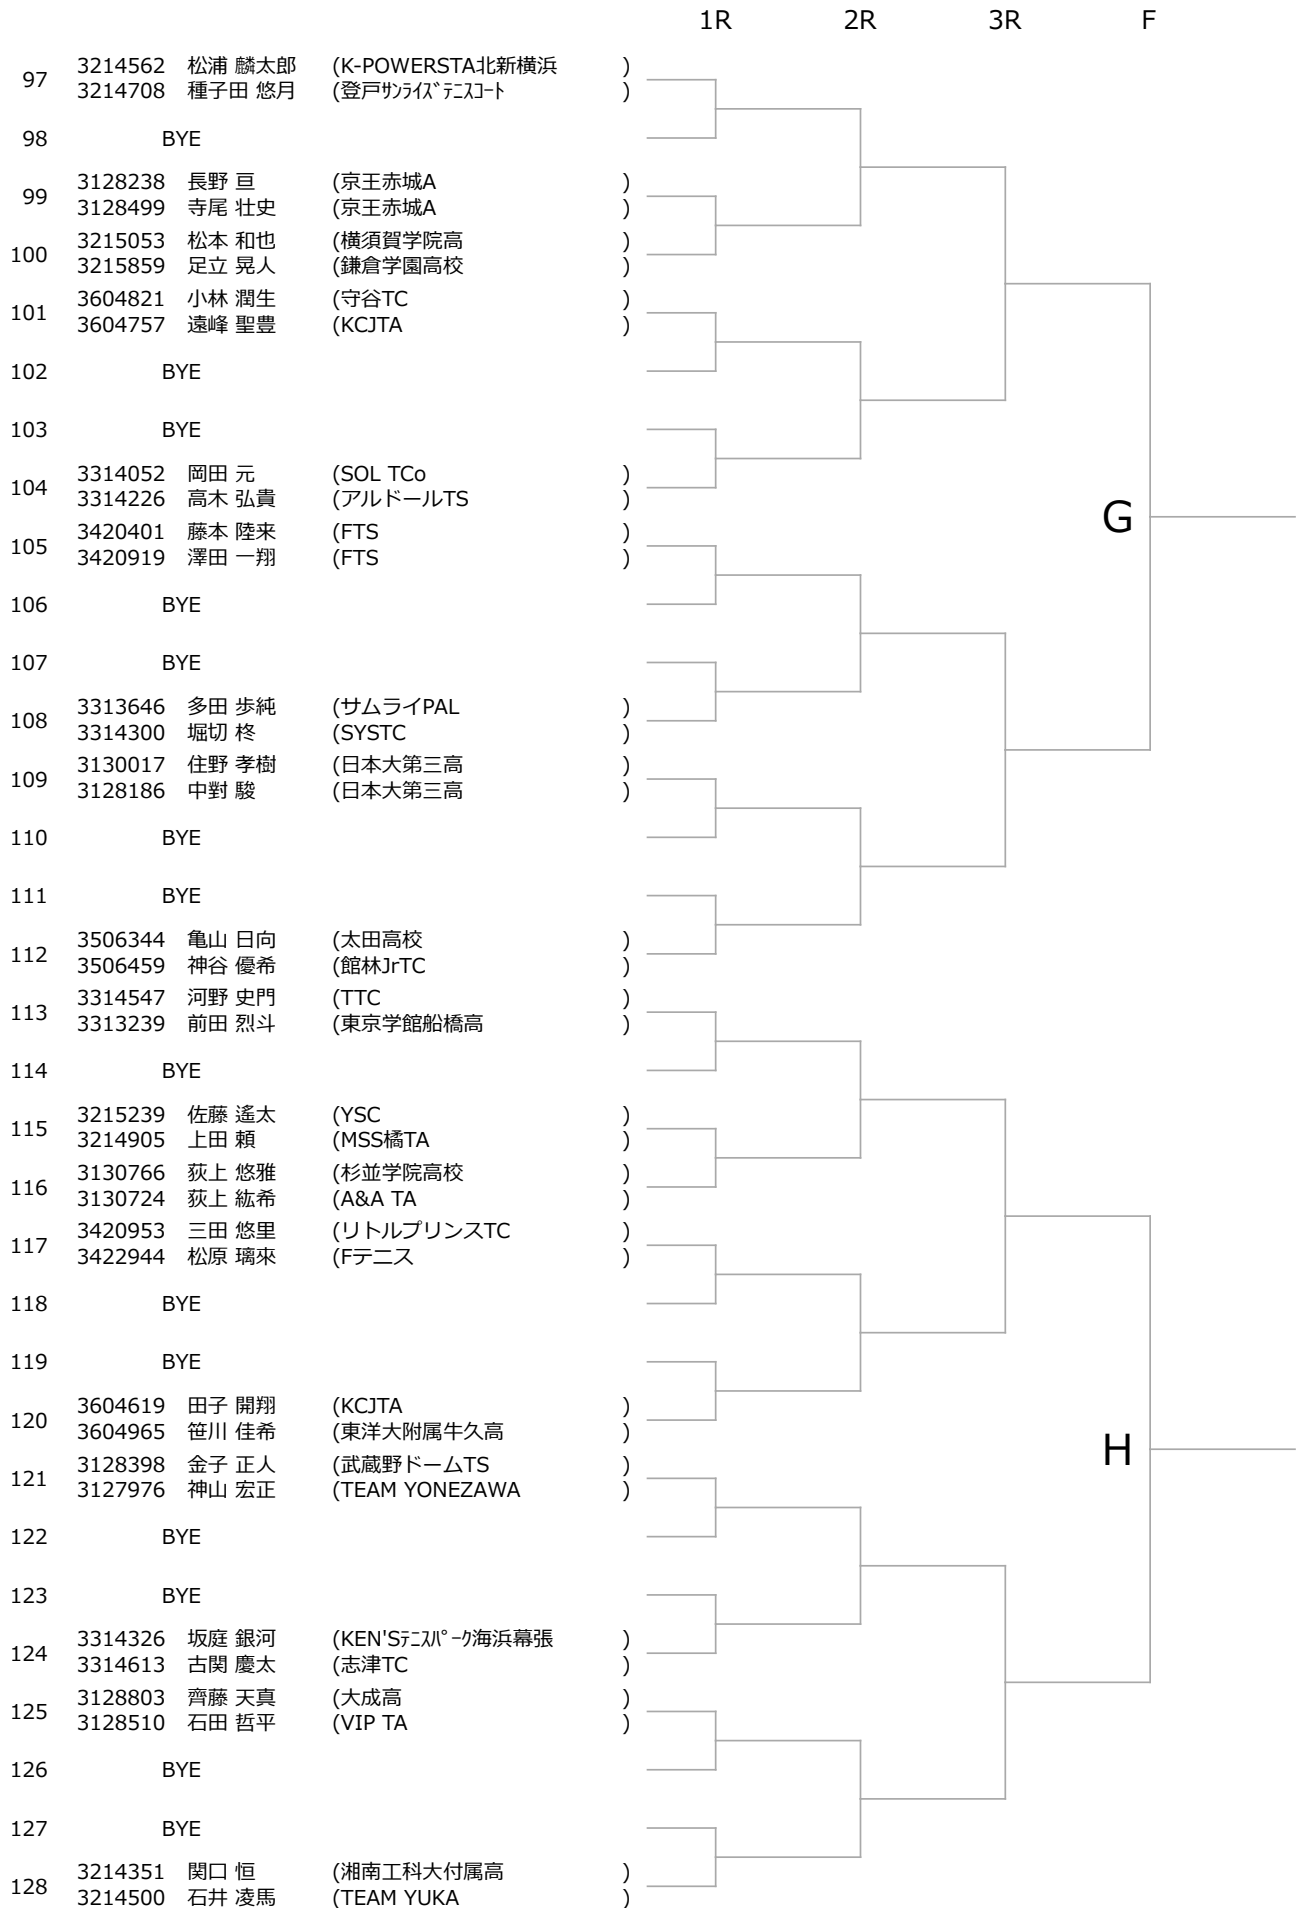 1R 2R 3R F
97 3214562 松浦 麟太郎 (K-POWERSTA北新横浜 )
3214708 種子田 悠月 (登戸ｻﾝﾗｲｽﾞﾃﾆｽｺｰﾄ )
98 BYE
99 3128238 長野 亘 (京王赤城A )
3128499 寺尾 壮史 (京王赤城A )
100 3215053 松本 和也 (横須賀学院高 )
3215859 足立 晃人 (鎌倉学園高校 )
101 3604821 小林 潤生 (守谷TC )
3604757 遠峰 聖豊 (KCJTA )
102 BYE
103 BYE
104 3314052 岡田 元 (SOL TCo )
3314226 高木 弘貴 (アルドールTS )
G
105 3420401 藤本 陸来 (FTS )
3420919 澤田 一翔 (FTS )
106 BYE
107 BYE
108 3313646 多田 歩純 (サムライPAL )
3314300 堀切 柊 (SYSTC )
109 3130017 住野 孝樹 (日本大第三高 )
3128186 中對 駿 (日本大第三高 )
110 BYE
111 BYE
112 3506344 亀山 日向 (太田高校 )
3506459 神谷 優希 (館林JrTC )
113 3314547 河野 史門 (TTC )
3313239 前田 烈斗 (東京学館船橋高 )
114 BYE
115 3215239 佐藤 遙太 (YSC )
3214905 上田 頼 (MSS橘TA )
116 3130766 荻上 悠雅 (杉並学院高校 )
3130724 荻上 紘希 (A&A TA )
117 3420953 三田 悠里 (リトルプリンスTC )
3422944 松原 璃來 (Fテニス )
118 BYE
119 BYE
120 3604619 田子 開翔 (KCJTA )
3604965 笹川 佳希 (東洋大附属牛久高 )
H
121 3128398 金子 正人 (武蔵野ドームTS )
3127976 神山 宏正 (TEAM YONEZAWA )
122 BYE
123 BYE
124 3314326 坂庭 銀河 (KEN'Sﾃﾆｽﾊﾟｰｸ海浜幕張 )
3314613 古関 慶太 (志津TC )
125 3128803 齊藤 天真 (大成高 )
3128510 石田 哲平 (VIP TA )
126 BYE
127 BYE
128 3214351 関口 恒 (湘南工科大付属高 )
3214500 石井 凌馬 (TEAM YUKA )